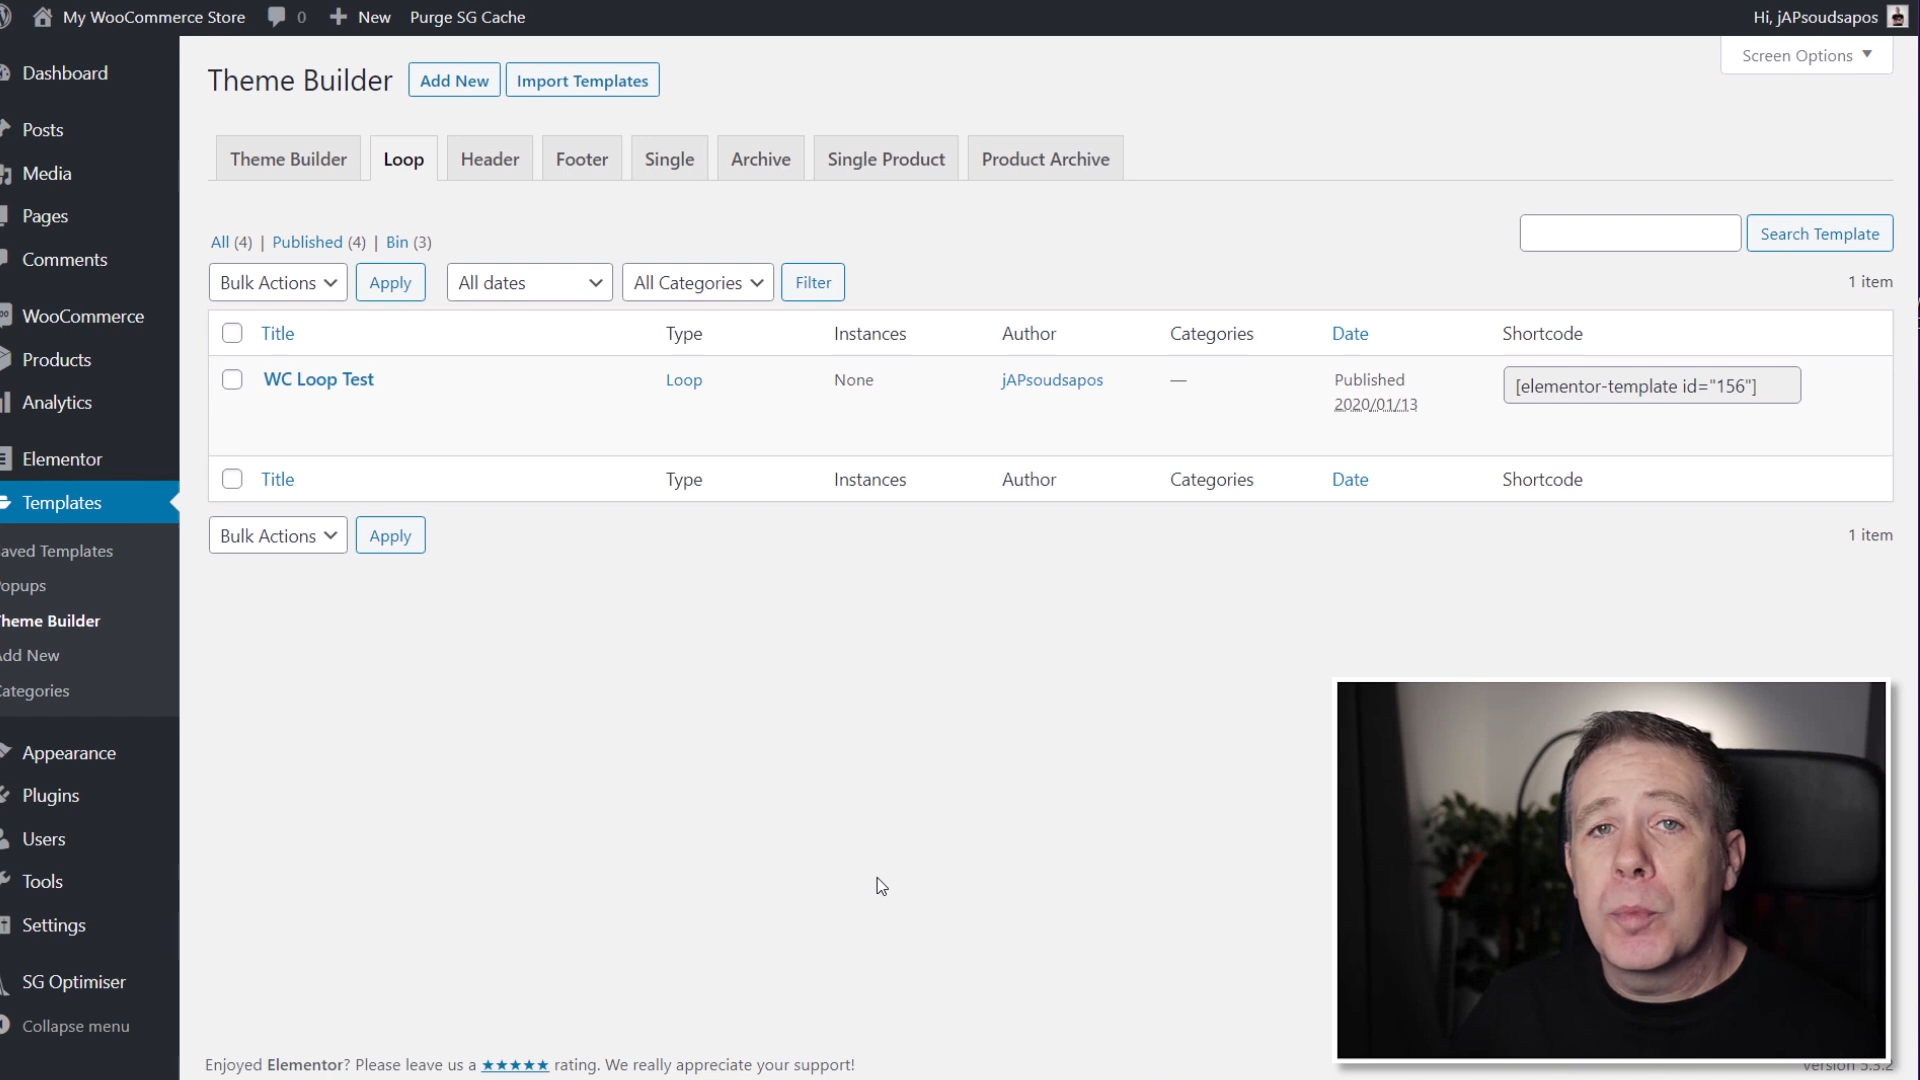 My WooCommerce Store 0 New Purge SG Cache Hi, jAPsoudsapos
Screen Options
Theme Builder Add New Import Templates
Theme Builder Loop Header Footer Single Archive Single Product Product Archive
Dashboard
Posts
Media
Pages
Comments
WooCommerce
Products
Analytics
Elementor
Templates
aved Templates
opups
heme Builder
dd New
ategories
Appearance
Plugins
Users
Tools
Settings
SG Optimiser
Collapse menu
All (4) | Published (4) | Bin (3)
Search Template
Bulk Actions Apply All dates All Categories Filter 1 item
Title Type Instances Author Categories Date Shortcode
WC Loop Test Loop None jAPsoudsapos — Published [elementor-template id="156"]
2020/01/13
Title Type Instances Author Categories Date Shortcode
Bulk Actions Apply 1 item
Enjoyed Elementor? Please leave us a ★★★★★ rating. We really appreciate your support!
Version 5.3.2